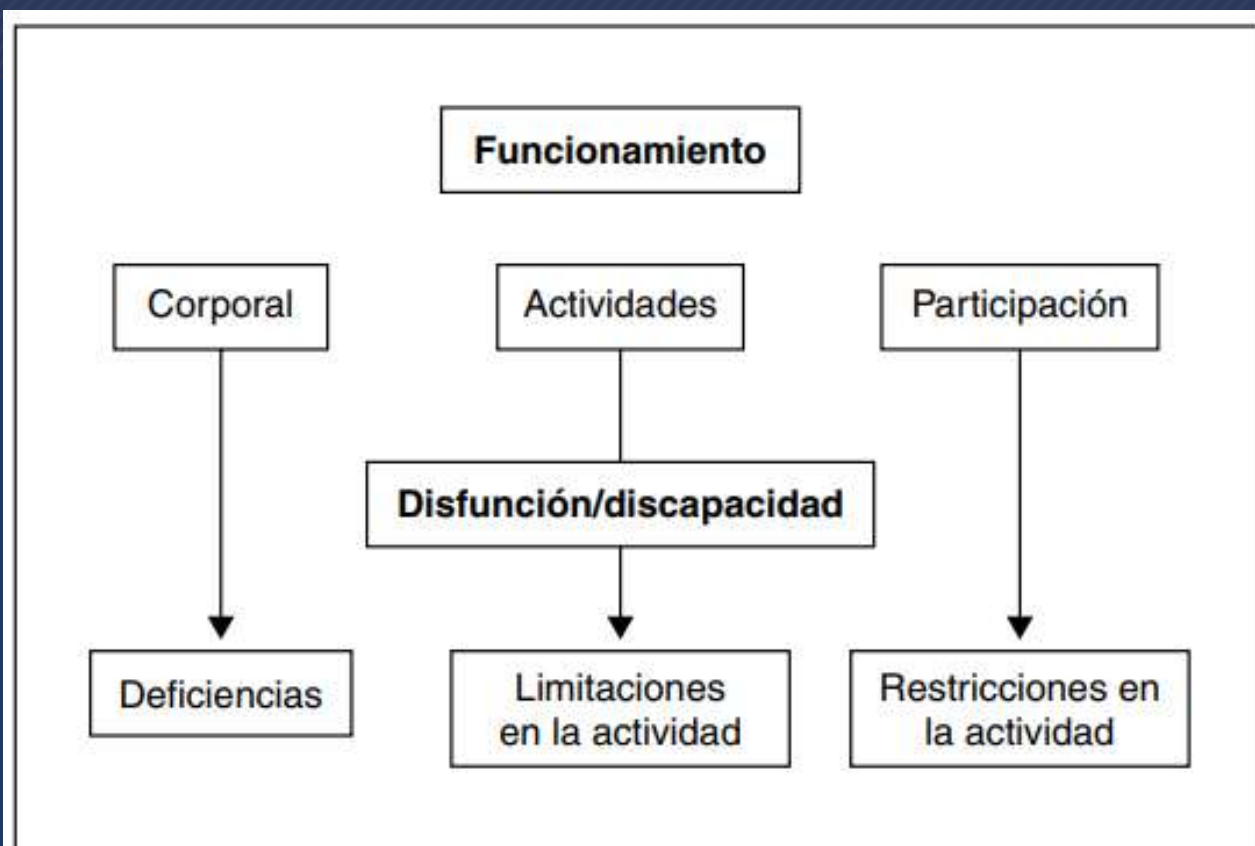 Funcionamiento
Corporal
Actividades
Participación
Disfunción/discapacidad
Deficiencias
Limitaciones
en la actividad
Restricciones en
la actividad